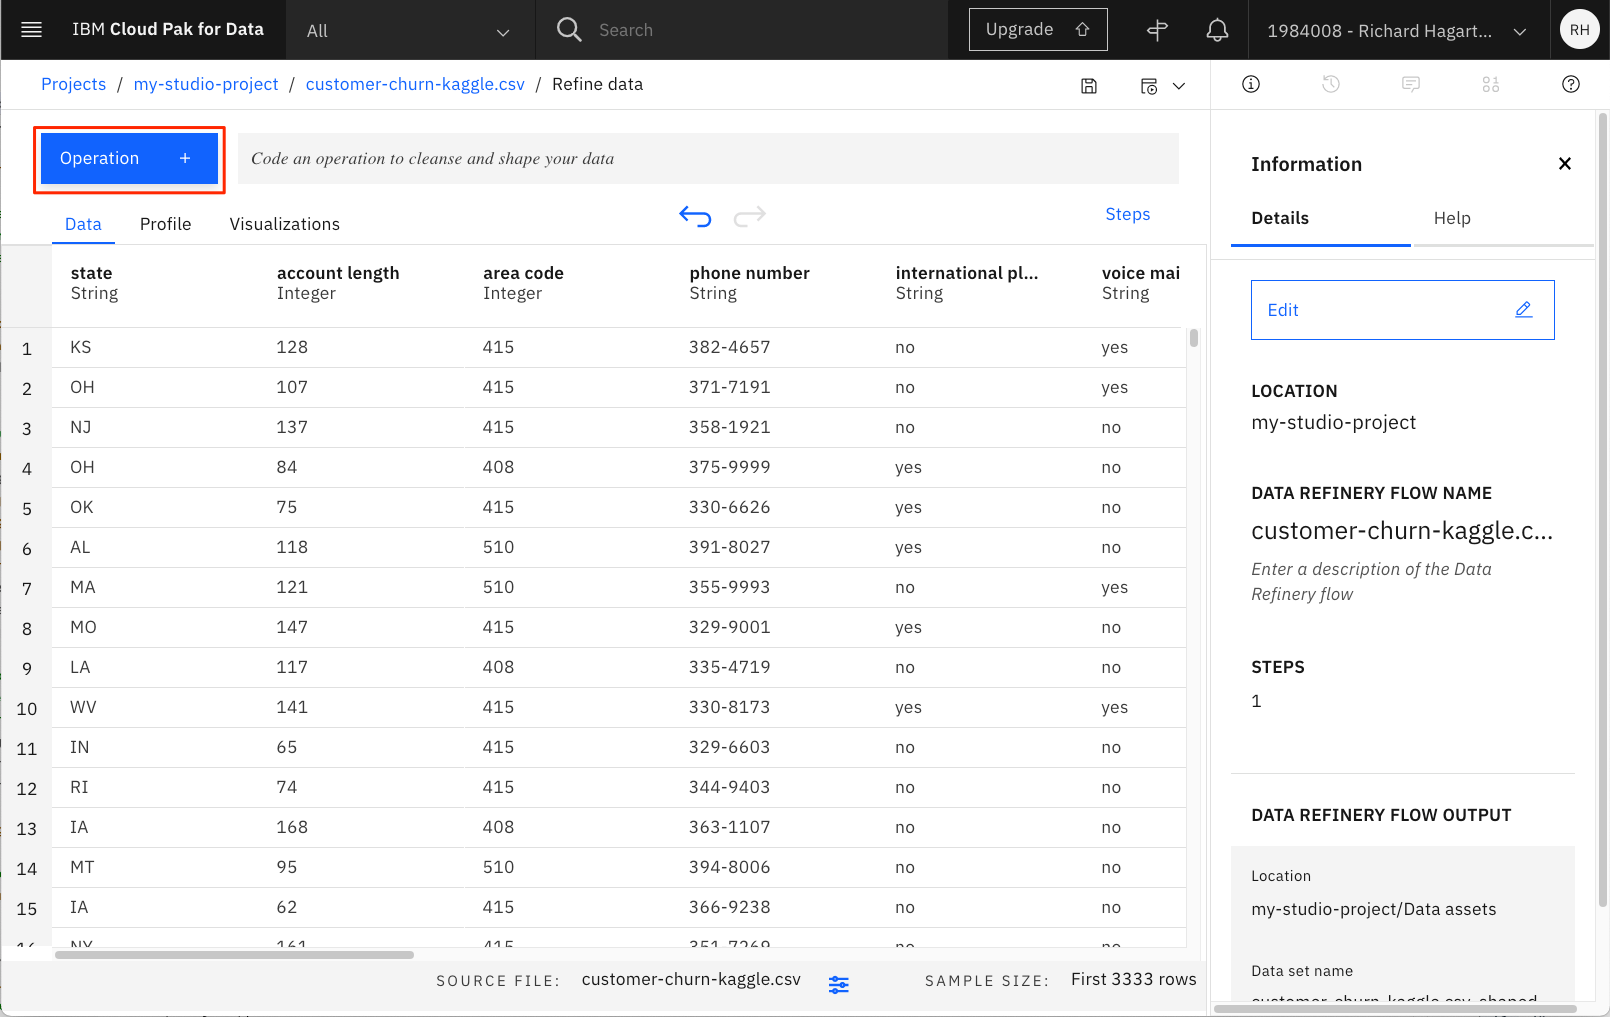 IBM Cloud Pak for Data All Search Upgrade 1984008 - Richard Hagart... RH
Projects / my-studio-project / customer-churn-kaggle.csv / Refine data
Operation + Code an operation to cleanse and shape your data
Data Profile Visualizations Steps
state account length area code phone number international pl... voice mai
String Integer Integer String String String
1 KS 128 415 382-4657 no yes
2 OH 107 415 371-7191 no yes
3 NJ 137 415 358-1921 no no
4 OH 84 408 375-9999 yes no
5 OK 75 415 330-6626 yes no
6 AL 118 510 391-8027 yes no
7 MA 121 510 355-9993 no yes
8 MO 147 415 329-9001 yes no
9 LA 117 408 335-4719 no no
10 WV 141 415 330-8173 yes yes
11 IN 65 415 329-6603 no no
12 RI 74 415 344-9403 no no
13 IA 168 408 363-1107 no no
14 MT 95 510 394-8006 no no
15 IA 62 415 366-9238 no no
NY 161 415 351-7269 no no
SOURCE FILE: customer-churn-kaggle.csv SAMPLE SIZE: First 3333 rows
Information
Details Help
Edit
LOCATION
my-studio-project
DATA REFINERY FLOW NAME
customer-churn-kaggle.c...
Enter a description of the Data
Refinery flow
STEPS
1
DATA REFINERY FLOW OUTPUT
Location
my-studio-project/Data assets
Data set name
customer-churn-kaggle.csv_shaped